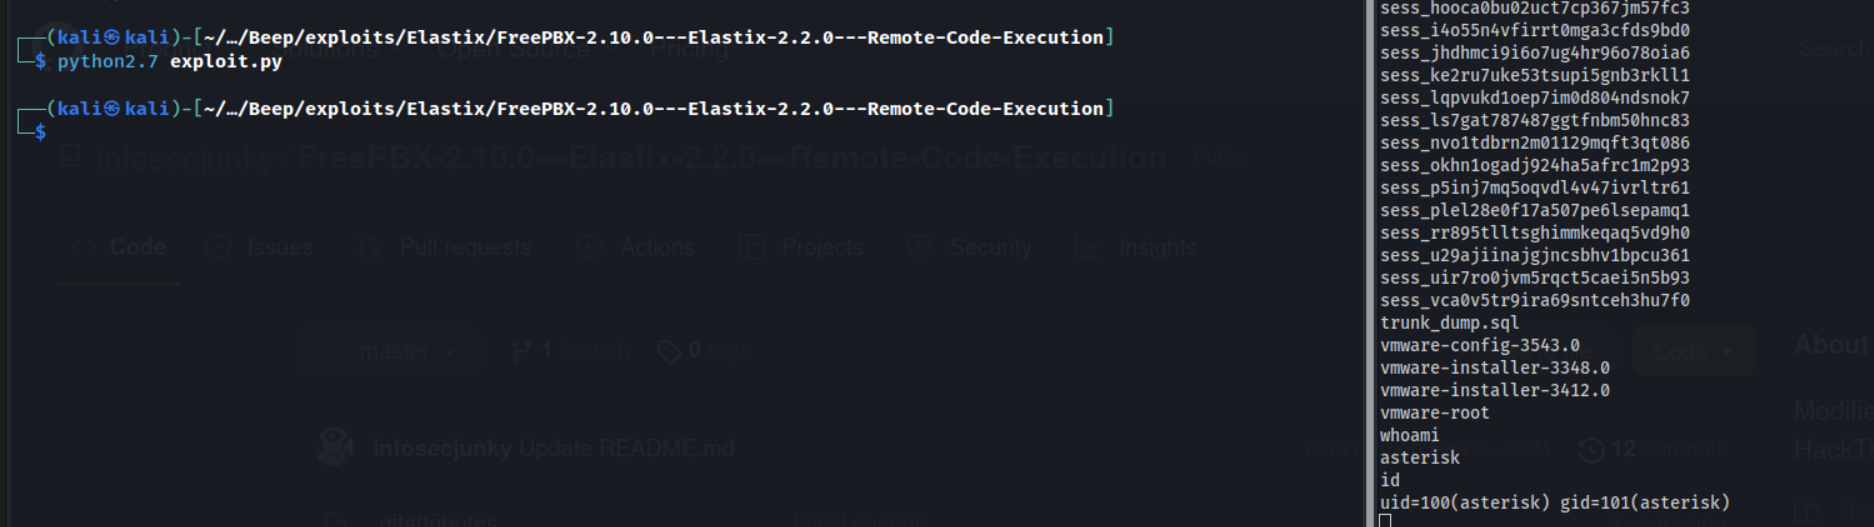 ┌──(kali㉿kali)-[~/…/Beep/exploits/Elastix/FreePBX-2.10.0---Elastix-2.2.0---Remote-Code-Execution]
└─$ python2.7 exploit.py
┌──(kali㉿kali)-[~/…/Beep/exploits/Elastix/FreePBX-2.10.0---Elastix-2.2.0---Remote-Code-Execution]
└─$
Solutions Open Source Pricing
Search
infosecjunky / FreePBX-2.10.0---Elastix-2.2.0---Remote-Code-Execution Public
<> Code Issues Pull requests Actions Projects Security Insights
master 1 branch 0 tags
Code
About
infosecjunky Update README.md
3, 2021 12 commits
.gitattributes
sess_hooca0bu02uct7cp367jm57fc3
sess_i4o55n4vfirrt0mga3cfds9bd0
sess_jhdhmci9i6o7ug4hr96o78oia6
sess_ke2ru7uke53tsupi5gnb3rkll1
sess_lqpvukd1oep7im0d804ndsnok7
sess_ls7gat787487ggtfnbm50hnc83
sess_nvo1tdbrn2m01129mqft3qt086
sess_okhn1ogadj924ha5afrc1m2p93
sess_p5inj7mq5oqvdl4v47ivrltr61
sess_plel28e0f17a507pe6lsepamq1
sess_rr895tlltsghimmkeqaq5vd9h0
sess_u29ajiinajgjncsbhv1bpcu361
sess_uir7ro0jvm5rqct5caei5n5b93
sess_vca0v5tr9ira69sntceh3hu7f0
trunk_dump.sql
vmware-config-3543.0
vmware-installer-3348.0
vmware-installer-3412.0
vmware-root
whoami
asterisk
id
uid=100(asterisk) gid=101(asterisk)